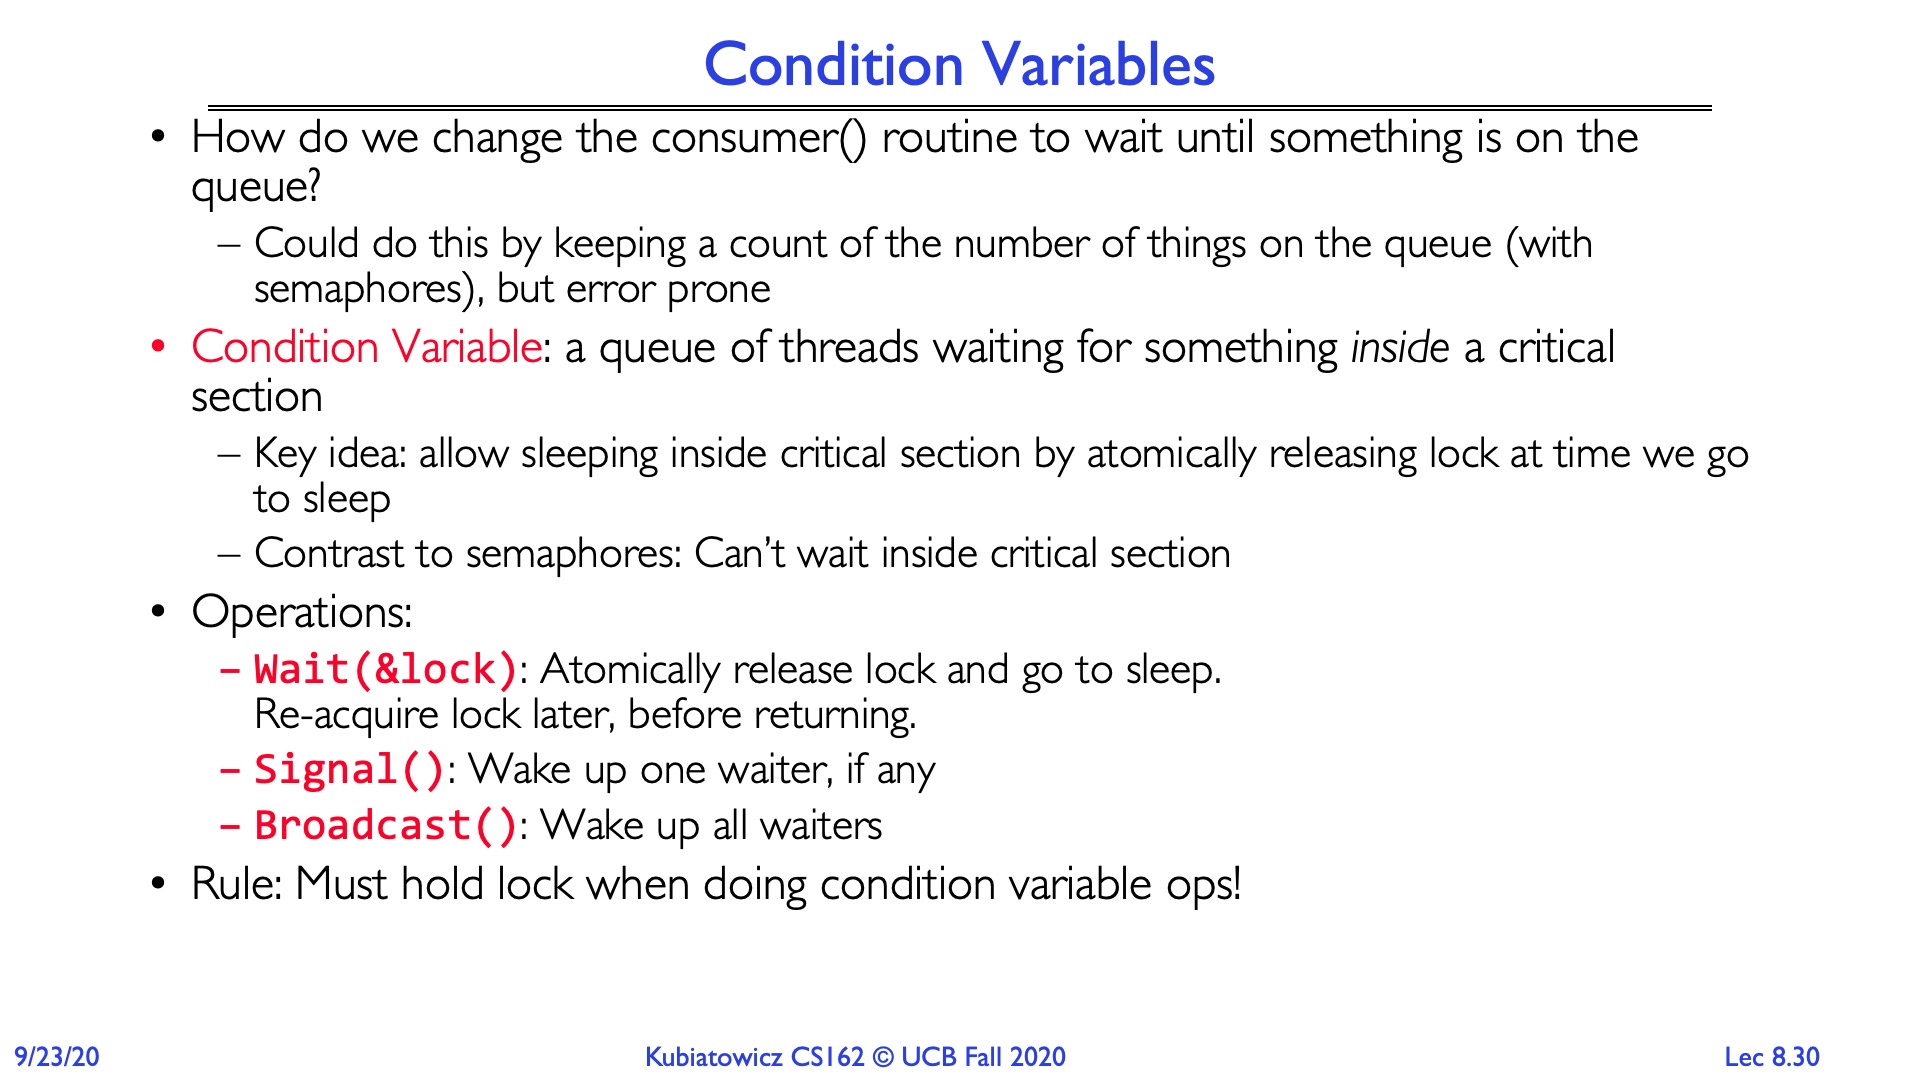 Condition Variables
• How do we change the consumer() routine to wait until something is on the
queue?
– Could do this by keeping a count of the number of things on the queue (with
semaphores), but error prone
• Condition Variable: a queue of threads waiting for something inside a critical
section
– Key idea: allow sleeping inside critical section by atomically releasing lock at time we go
to sleep
– Contrast to semaphores: Can’t wait inside critical section
• Operations:
– Wait(&lock): Atomically release lock and go to sleep.
Re-acquire lock later, before returning.
– Signal(): Wake up one waiter, if any
– Broadcast(): Wake up all waiters
• Rule: Must hold lock when doing condition variable ops!
9/23/20
Kubiatowicz CS162 © UCB Fall 2020
Lec 8.30